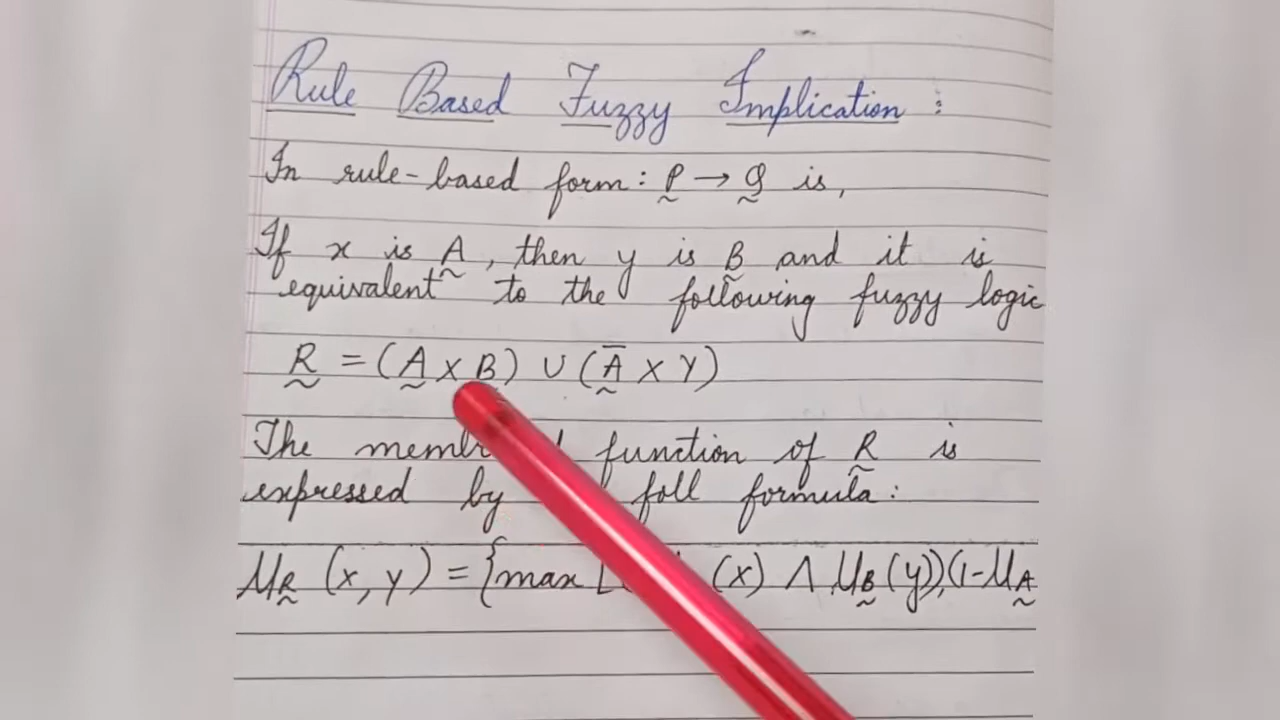 Rule Based Fuzzy Implication :
In rule-based form : P → Q is,
If x is A, then y is B and it is
equivalent to the following fuzzy logic
R = (A × B) ∪ (Ā × Y)
The function of R is
expressed by foll formula :
μR (x, y) = {max [ (x) ∧ μB (y)),(1-μA